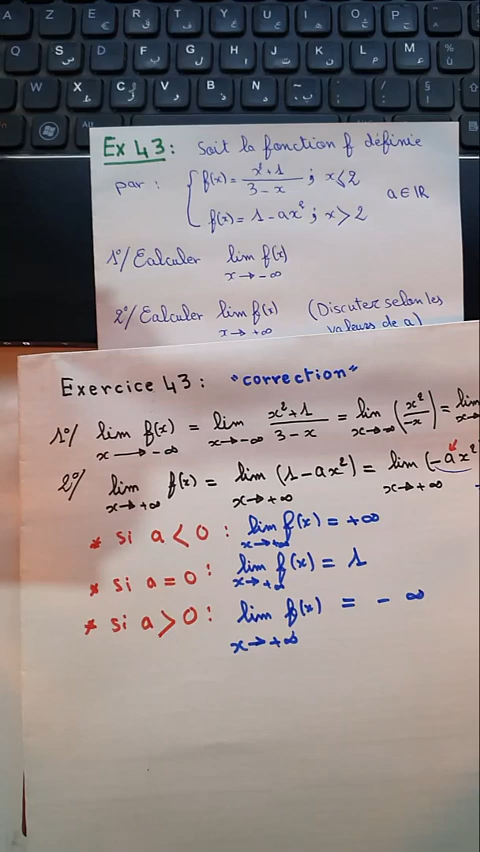 A Z E R T Y U I O P
Q S D F G H J K L M %
W X C V B N
Ex 43 : Soit la fonction f définie
par : { f(x) = x²+1 / 3-x ; x ≤ 2
f(x) = 1 - ax² ; x > 2 a ∈ IR
1°/ Calculer lim f(x) x→-∞
2°/ Calculer lim f(x) x→+∞ (Discuter selon les
valeurs de a)
Exercice 43 : "correction"
1°/ lim f(x) x→-∞ = lim x→-∞ x²+1 / 3-x = lim x→-∞ (x² / -x) = lim
2°/ lim x→+∞ f(x) = lim x→+∞ (1 - ax²) = lim x→+∞ (-ax²
* si a < 0 : lim x→+∞ f(x) = +∞
* si a = 0 : lim x→+∞ f(x) = 1
* si a > 0 : lim x→+∞ f(x) = - ∞